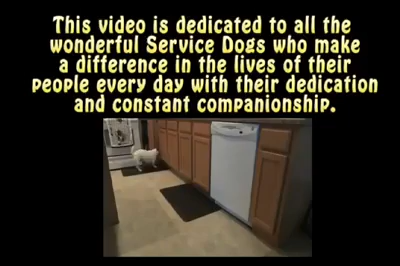 This video is dedicated to all the
wonderful Service Dogs who make
a difference in the lives of their
people every day with their dedication
and constant companionship.